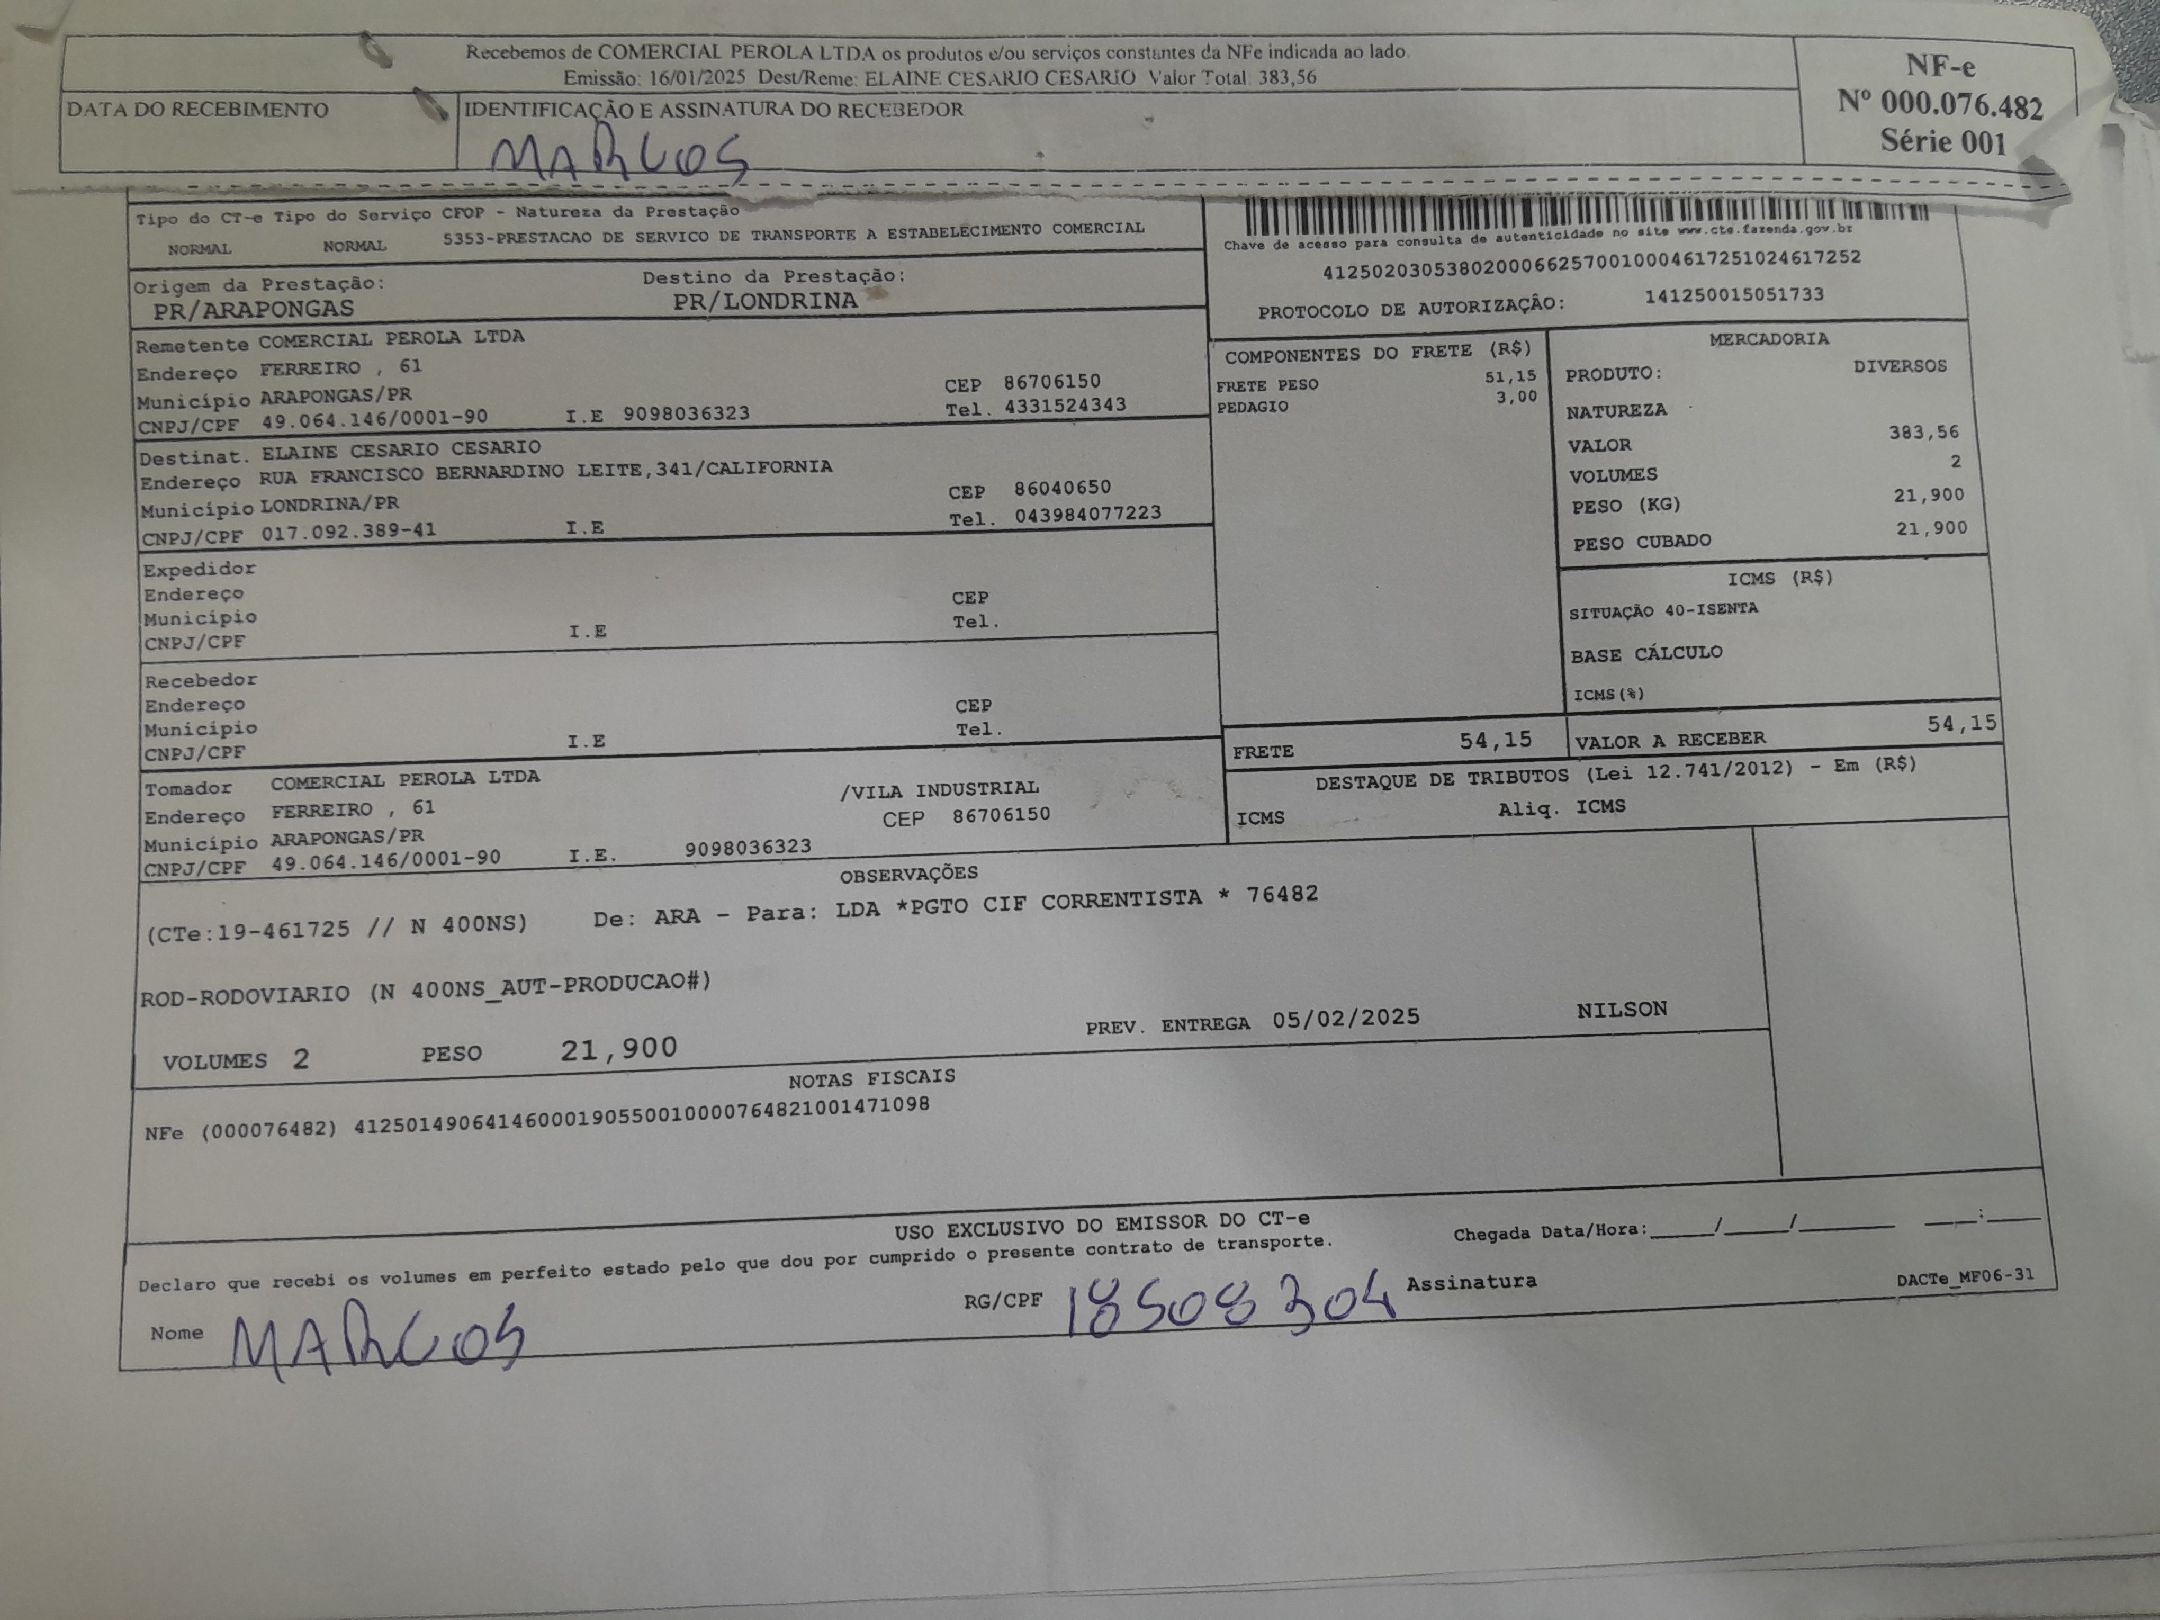 Recebemos de COMERCIAL PEROLA LTDA os produtos e/ou serviços constantes da NFe indicada ao lado.
Emissão: 16/01/2025 Dest/Reme: ELAINE CESARIO CESARIO Valor Total: 383,56
NF-e
Nº 000.076.482
Série 001
DATA DO RECEBIMENTO
IDENTIFICAÇÃO E ASSINATURA DO RECEBEDOR
MARCOS
Tipo do CT-e Tipo do Serviço CFOP - Natureza da Prestação
NORMAL NORMAL 5353-PRESTACAO DE SERVICO DE TRANSPORTE A ESTABELECIMENTO COMERCIAL
Chave de acesso para consulta de autenticidade no site www.cte.fazenda.gov.br
41250203053802000662570010004617251024617252
PROTOCOLO DE AUTORIZAÇÃO: 141250015051733
Origem da Prestação: Destino da Prestação:
PR/ARAPONGAS PR/LONDRINA
Remetente COMERCIAL PEROLA LTDA
Endereço FERREIRO , 61
Município ARAPONGAS/PR CEP 86706150
CNPJ/CPF 49.064.146/0001-90 I.E 9098036323 Tel. 4331524343
Destinat. ELAINE CESARIO CESARIO
Endereço RUA FRANCISCO BERNARDINO LEITE,341/CALIFORNIA
Município LONDRINA/PR CEP 86040650
CNPJ/CPF 017.092.389-41 I.E Tel. 043984077223
Expedidor
Endereço
Município CEP
CNPJ/CPF I.E Tel.
Recebedor
Endereço
Município CEP
CNPJ/CPF I.E Tel.
Tomador COMERCIAL PEROLA LTDA
Endereço FERREIRO , 61 /VILA INDUSTRIAL
Município ARAPONGAS/PR CEP 86706150
CNPJ/CPF 49.064.146/0001-90 I.E. 9098036323
COMPONENTES DO FRETE (R$)
FRETE PESO 51,15
PEDAGIO 3,00
MERCADORIA
PRODUTO: DIVERSOS
NATUREZA
VALOR 383,56
VOLUMES 2
PESO (KG) 21,900
PESO CUBADO 21,900
ICMS (R$)
SITUAÇÃO 40-ISENTA
BASE CÁLCULO
ICMS(%)
FRETE 54,15 VALOR A RECEBER 54,15
DESTAQUE DE TRIBUTOS (Lei 12.741/2012) - Em (R$)
ICMS Aliq. ICMS
OBSERVAÇÕES
(CTe:19-461725 // N 400NS) De: ARA - Para: LDA *PGTO CIF CORRENTISTA * 76482
ROD-RODOVIARIO (N 400NS_AUT-PRODUCAO#)
PREV. ENTREGA 05/02/2025 NILSON
VOLUMES 2 PESO 21,900
NOTAS FISCAIS
NFe (000076482) 41250149064146000190550010000764821001471098
USO EXCLUSIVO DO EMISSOR DO CT-e
Declaro que recebi os volumes em perfeito estado pelo que dou por cumprido o presente contrato de transporte.
Chegada Data/Hora:_____/_____/________ ____:____
Nome MARCOS RG/CPF 18508304 Assinatura
DACTe_MF06-31